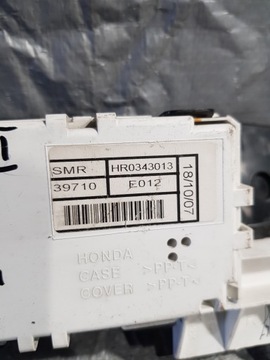 SMR HR0343013
39710 E012
18/10/07
HONDA
CASE >PP-T<
COVER >PP-T<